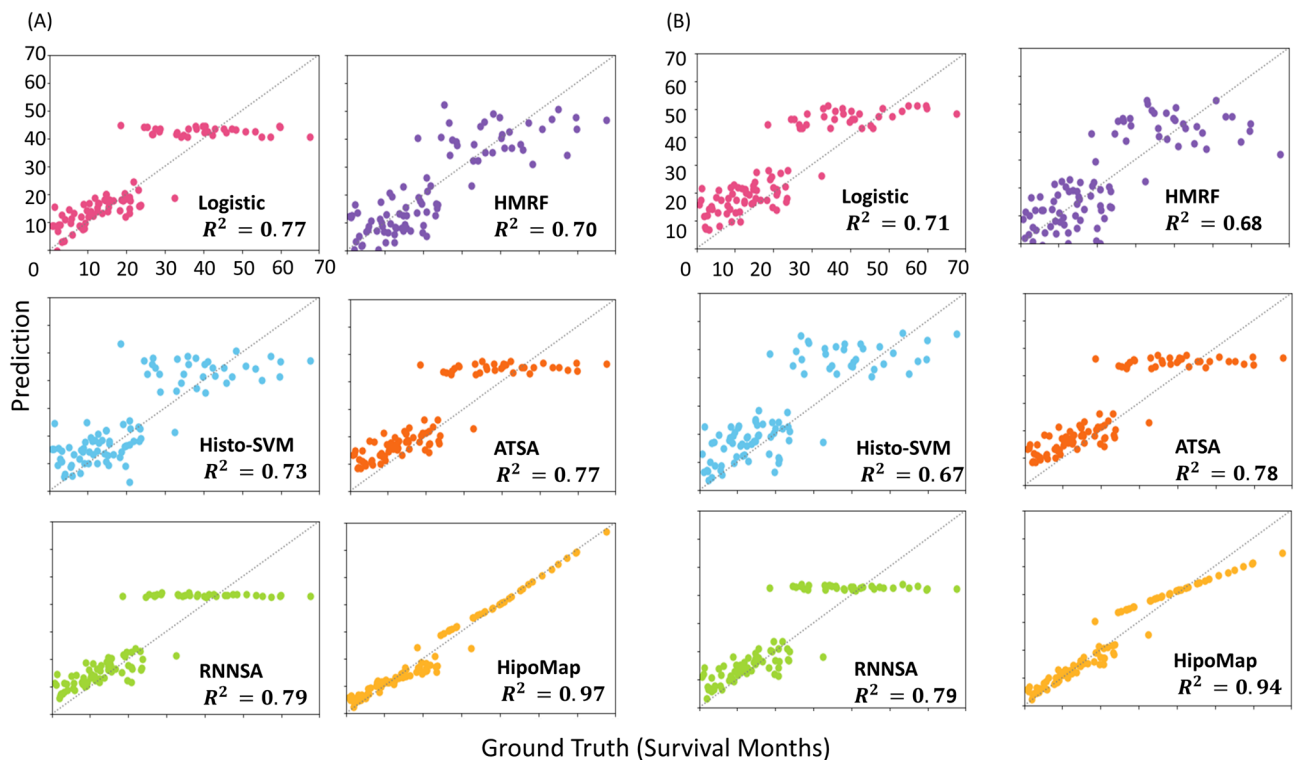 (A)
(B)
70
60
50
40
30
20
10
0
10
20
30
40
50
60
70
Logistic
R² = 0.77
HMRF
R² = 0.70
70
60
50
40
30
20
10
0
10
20
30
40
50
60
70
Logistic
R² = 0.71
HMRF
R² = 0.68
Prediction
Histo-SVM
R² = 0.73
ATSA
R² = 0.77
Histo-SVM
R² = 0.67
ATSA
R² = 0.78
RNNSA
R² = 0.79
HipoMap
R² = 0.97
RNNSA
R² = 0.79
HipoMap
R² = 0.94
Ground Truth (Survival Months)